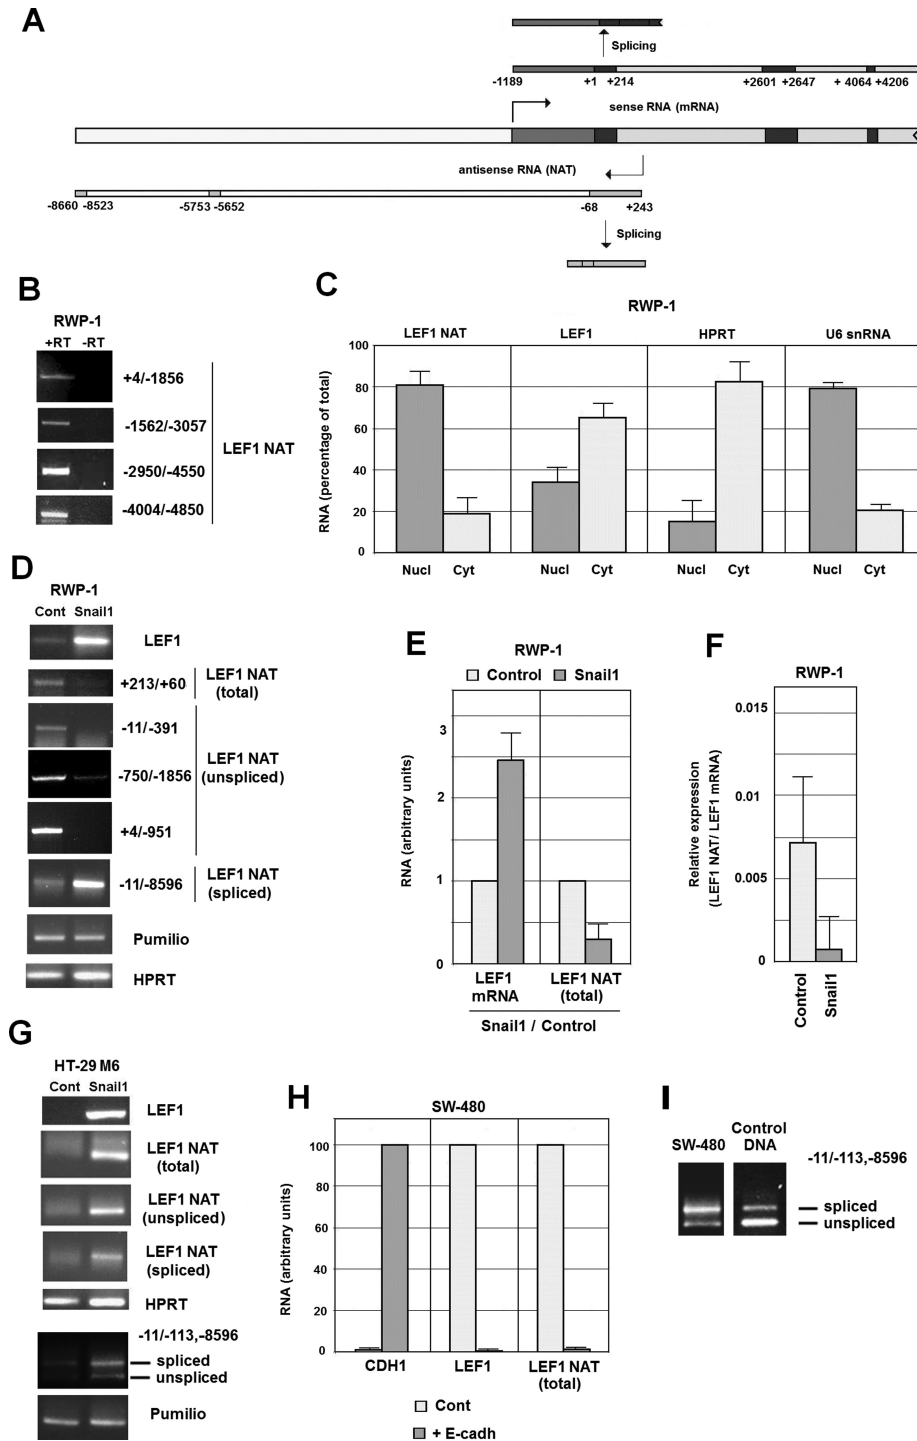 A
Splicing
-1189 +1 +214 +2601 +2647 + 4064 +4206
sense RNA (mRNA)
antisense RNA (NAT)
-8660 -8523 -5753 -5652 -68 +243
Splicing
B
RWP-1
+RT -RT
+4/-1856
-1562/-3057
-2950/-4550
-4004/-4850
LEF1 NAT
C
RWP-1
LEF1 NAT LEF1 HPRT U6 snRNA
RNA (percentage of total)
100
80
60
40
20
0
Nucl Cyt Nucl Cyt Nucl Cyt Nucl Cyt
D
RWP-1
Cont Snail1
LEF1
+213/+60
LEF1 NAT
(total)
-11/-391
-750/-1856
+4/-951
LEF1 NAT
(unspliced)
-11/-8596
LEF1 NAT
(spliced)
Pumilio
HPRT
E
RWP-1
Control Snail1
RNA (arbitrary units)
3
2
1
0
LEF1
mRNA
LEF1 NAT
(total)
Snail1 / Control
F
RWP-1
Relative expression
(LEF1 NAT/ LEF1 mRNA)
0.015
0.01
0.005
0
Control
Snail1
G
HT-29 M6
Cont Snail1
LEF1
LEF1 NAT
(total)
LEF1 NAT
(unspliced)
LEF1 NAT
(spliced)
HPRT
-11/-113,-8596
spliced
unspliced
Pumilio
H
SW-480
RNA (arbitrary units)
100
80
60
40
20
0
CDH1 LEF1 LEF1 NAT
(total)
Cont
+ E-cadh
I
SW-480
Control
DNA
-11/-113,-8596
spliced
unspliced